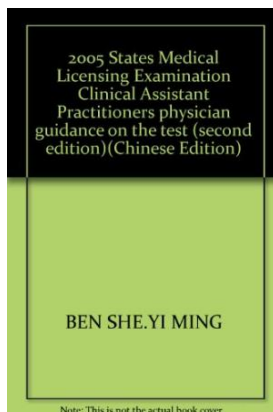 2005 States Medical
Licensing Examination
Clinical Assistant
Practitioners physician
guidance on the test (second
edition)(Chinese Edition)
BEN SHE.YI MING
Note: This is not the actual book cover